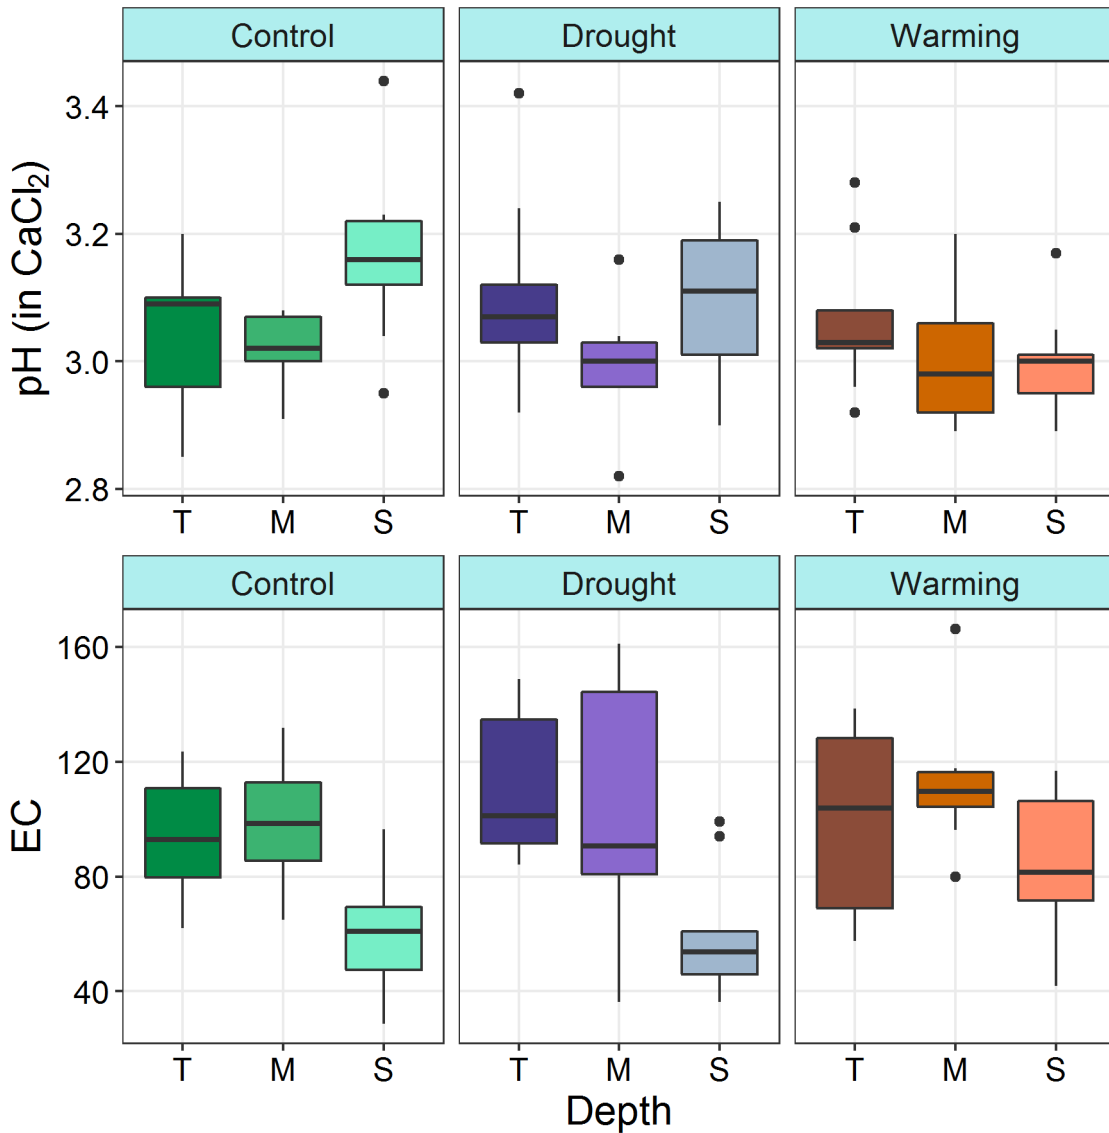 Control Drought Warming
pH (in CaCl₂)
3.4
3.2
3.0
2.8
T M S T M S T M S
Control Drought Warming
EC
160
120
80
40
T M S T M S T M S
Depth